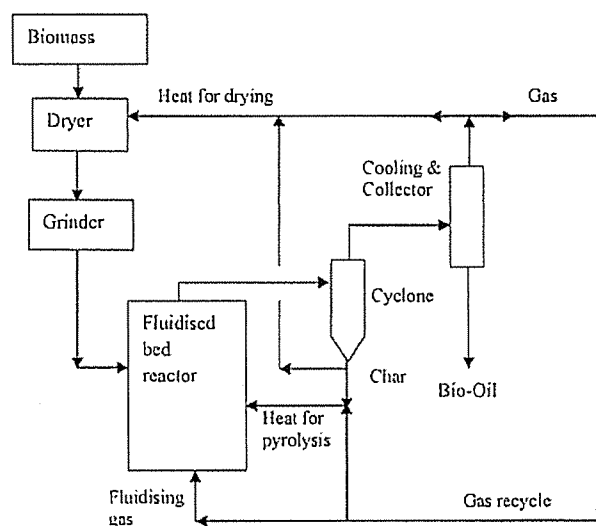 Biomass
Heat for drying
Gas
Dryer
Cooling &
Collector
Grinder
Cyclone
Fluidised
bed
reactor
Char
Bio-Oil
Heat for
pyrolysis
Fluidising
gas
Gas recycle